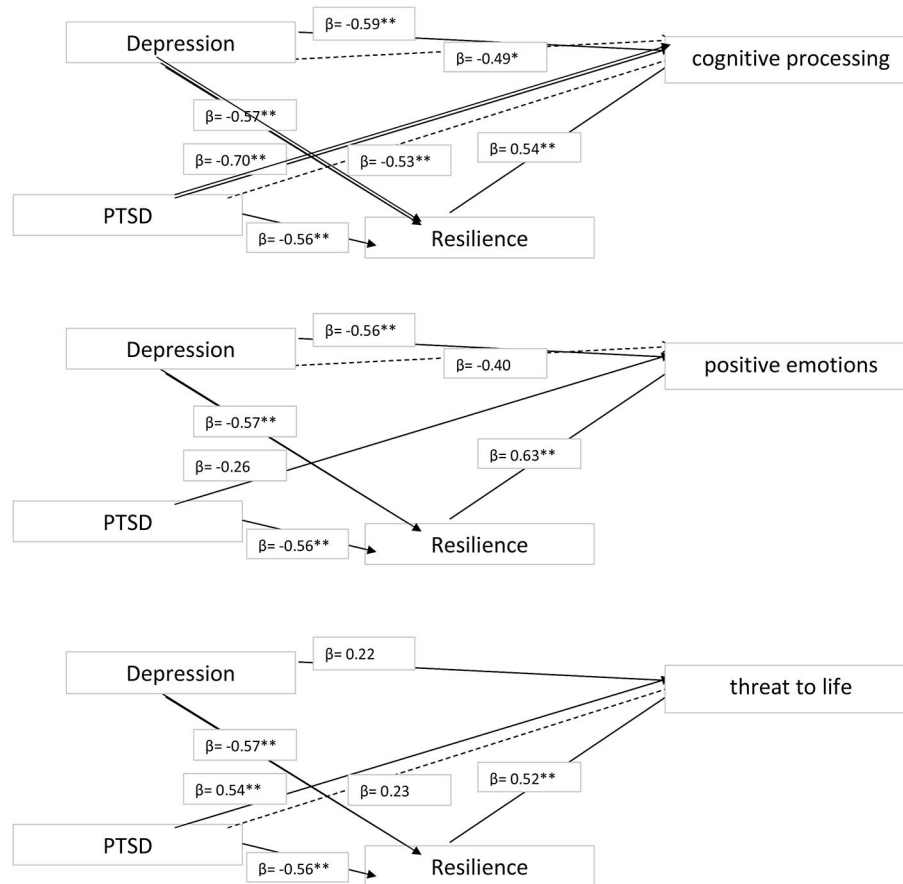 β= -0.59**
Depression
β= -0.49*
cognitive processing
β= -0.57**
β= -0.70**
β= -0.53**
β= 0.54**
PTSD
β= -0.56**
Resilience
β= -0.56**
Depression
β= -0.40
positive emotions
β= -0.57**
β= -0.26
β= 0.63**
PTSD
β= -0.56**
Resilience
β= 0.22
Depression
threat to life
β= -0.57**
β= 0.54**
β= 0.23
β= 0.52**
PTSD
β= -0.56**
Resilience